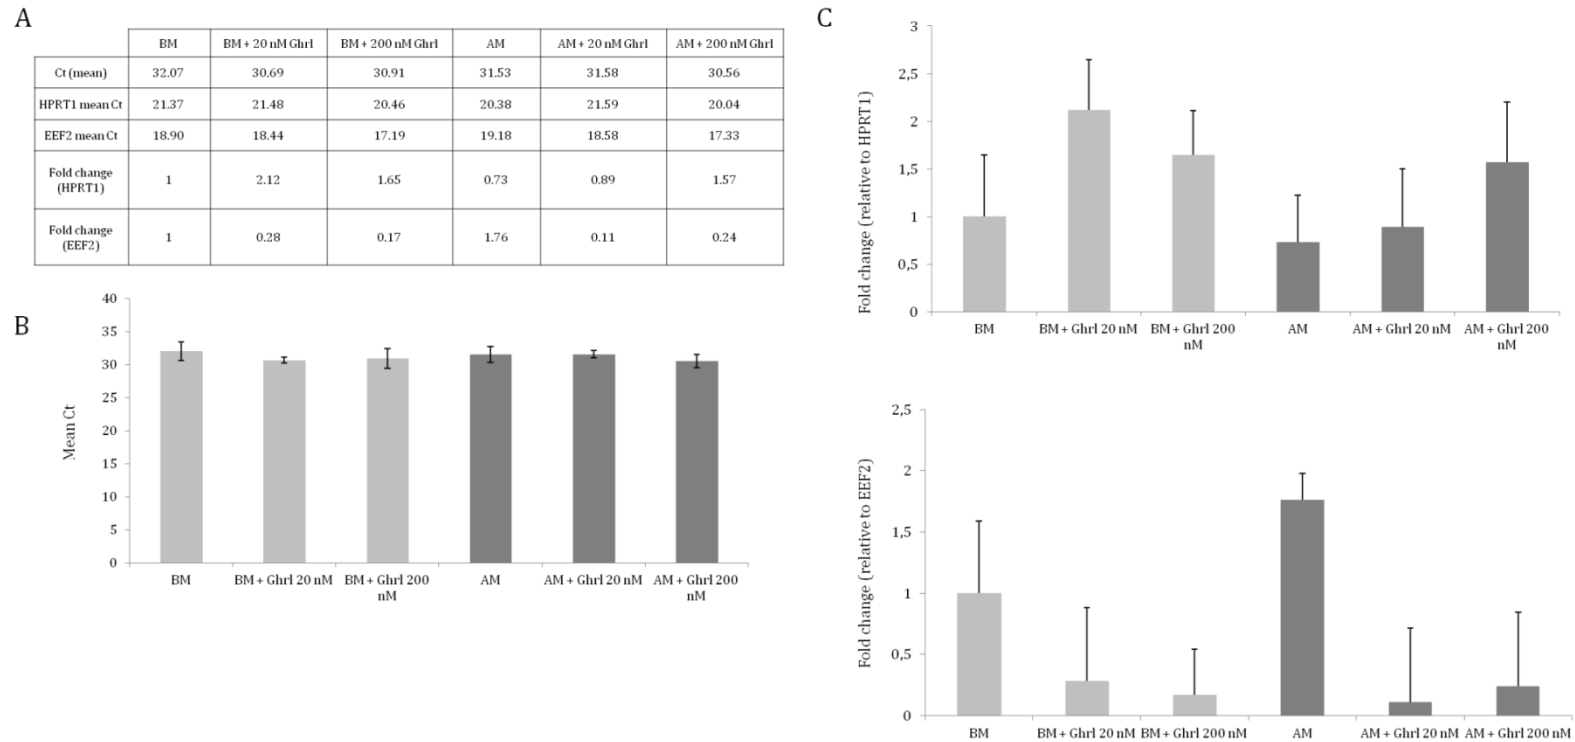 A
BM BM + 20 nM Ghrl BM + 200 nM Ghrl AM AM + 20 nM Ghrl AM + 200 nM Ghrl
Ct (mean) 32.07 30.69 30.91 31.53 31.58 30.56
HPRT1 mean Ct 21.37 21.48 20.46 20.38 21.59 20.04
EEF2 mean Ct 18.90 18.44 17.19 19.18 18.58 17.33
Fold change
(HPRT1) 1 2.12 1.65 0.73 0.89 1.57
Fold change
(EEF2) 1 0.28 0.17 1.76 0.11 0.24
B
Mean Ct
40
35
30
25
20
15
10
5
0
BM BM + Ghrl 20 nM BM + Ghrl 200 AM AM + Ghrl 20 nM AM + Ghrl 200
nM nM
C
Fold change (relative to HPRT1)
3
2,5
2
1,5
1
0,5
0
BM BM + Ghrl 20 nM BM + Ghrl 200 AM AM + Ghrl 20 nM AM + Ghrl 200
nM nM
Fold change (relative to EEF2)
2,5
2
1,5
1
0,5
0
BM BM + Ghrl 20 nM BM + Ghrl 200 nM AM AM + Ghrl 20 nM AM + Ghrl 200 nM